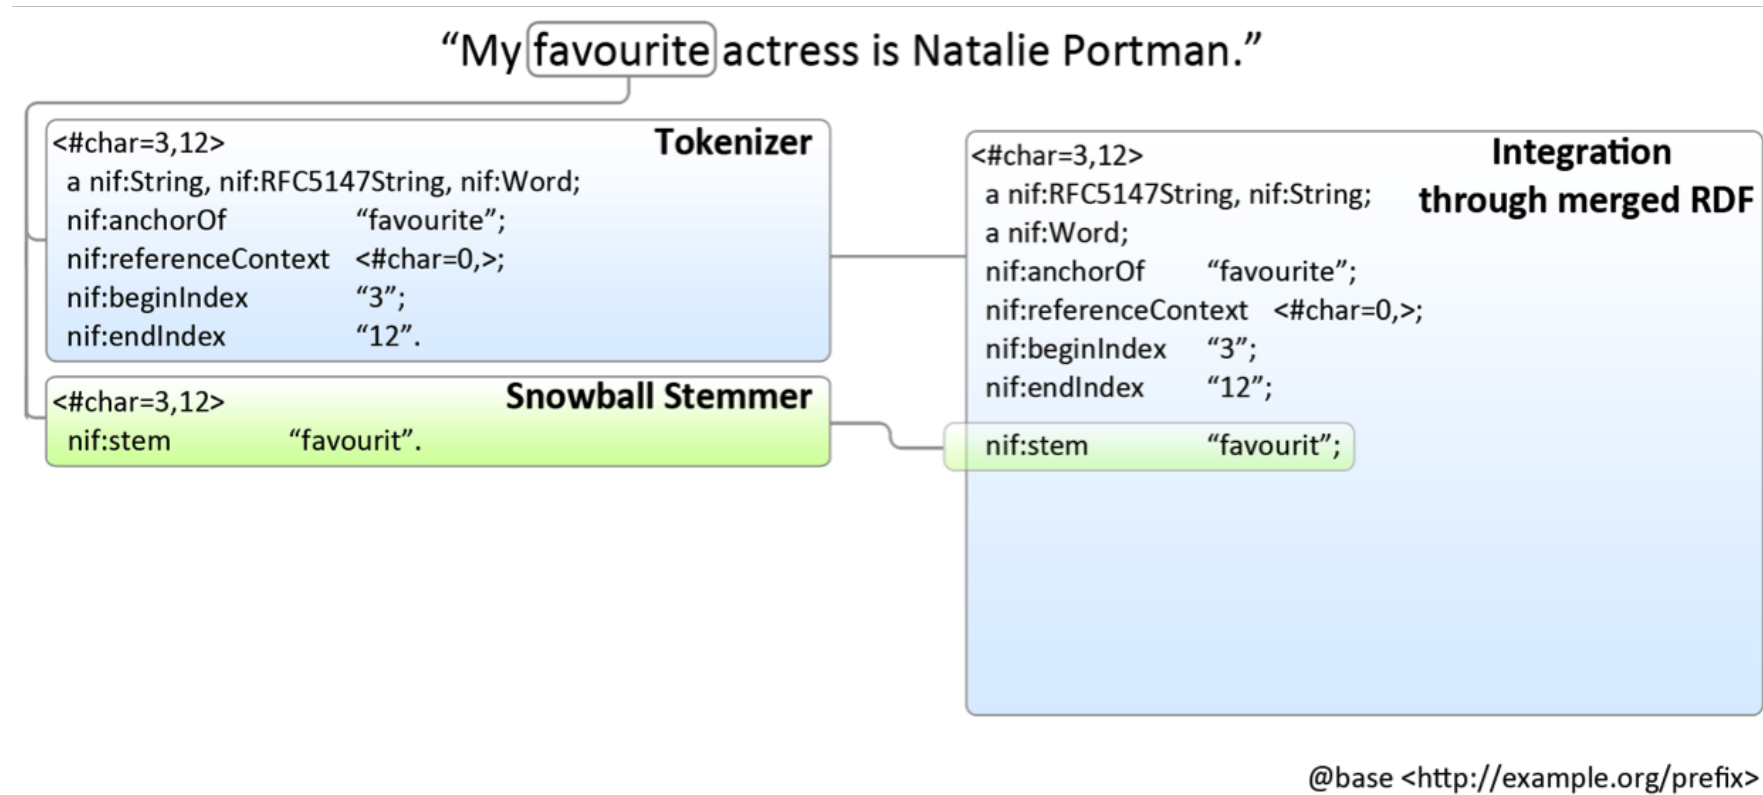 “My favourite actress is Natalie Portman.”
Tokenizer
<#char=3,12>
a nif:String, nif:RFC5147String, nif:Word;
nif:anchorOf “favourite”;
nif:referenceContext <#char=0,>;
nif:beginIndex “3”;
nif:endIndex “12”.
Snowball Stemmer
<#char=3,12>
nif:stem “favourit”.
Integration
through merged RDF
<#char=3,12>
a nif:RFC5147String, nif:String;
a nif:Word;
nif:anchorOf “favourite”;
nif:referenceContext <#char=0,>;
nif:beginIndex “3”;
nif:endIndex “12”;
nif:stem “favourit”;
@base <http://example.org/prefix>